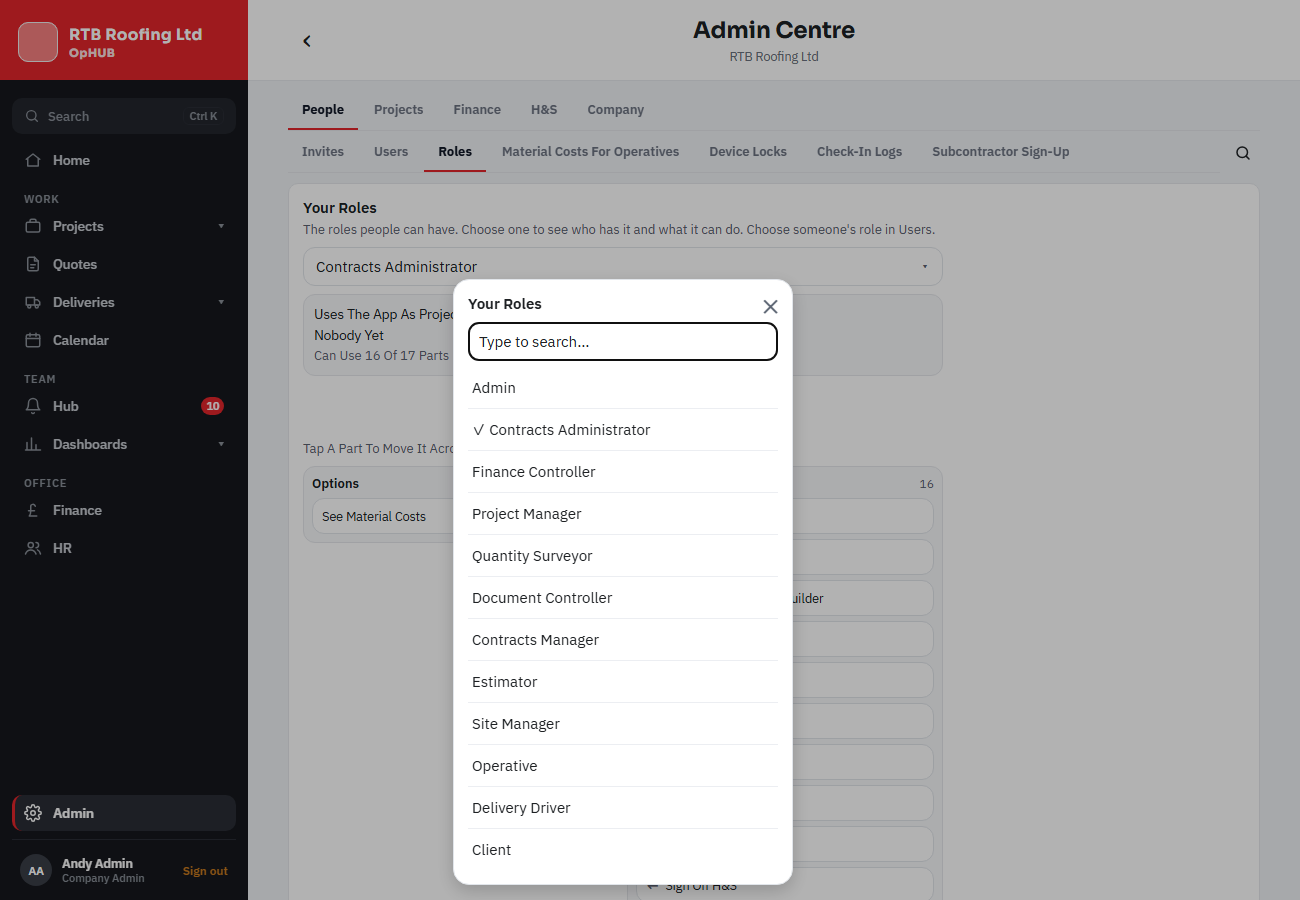 RTB Roofing Ltd
OpHUB
Search
Ctrl K
Home
WORK
Projects
Quotes
Deliveries
Calendar
TEAM
Hub
10
Dashboards
OFFICE
£ Finance
HR
Admin
AA
Andy Admin
Company Admin
Sign out
Admin Centre
RTB Roofing Ltd
People
Projects
Finance
H&S
Company
Invites
Users
Roles
Material Costs For Operatives
Device Locks
Check-In Logs
Subcontractor Sign-Up
Your Roles
The roles people can have. Choose one to see who has it and what it can do. Choose someone's role in Users.
Contracts Administrator
Uses The App As
Nobody Yet
Can Use 16 Of 17 Parts
Tap A Part To Move It
Options
See Material Costs
16
Sign Off H&S
Your Roles
Type to search...
Admin
✓ Contracts Administrator
Finance Controller
Project Manager
Quantity Surveyor
Document Controller
Contracts Manager
Estimator
Site Manager
Operative
Delivery Driver
Client